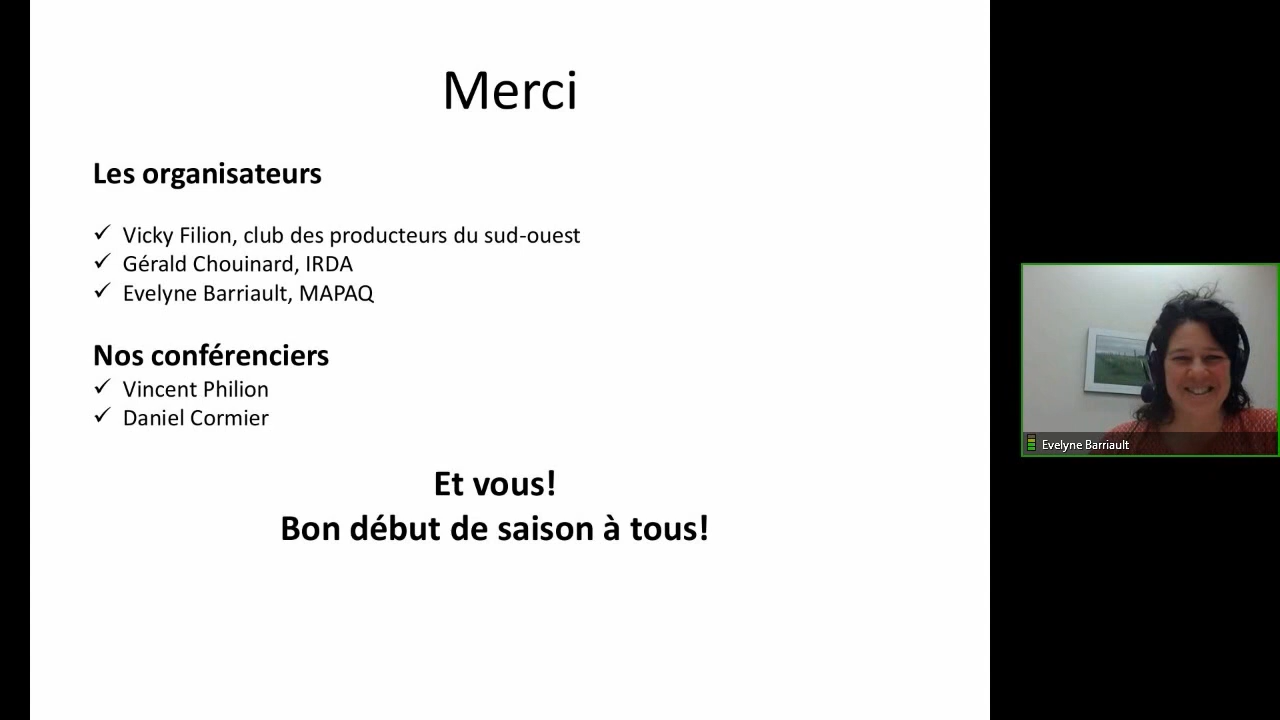 Merci
Les organisateurs
✓ Vicky Filion, club des producteurs du sud-ouest
✓ Gérald Chouinard, IRDA
✓ Evelyne Barriault, MAPAQ
Nos conférenciers
✓ Vincent Philion
✓ Daniel Cormier
Et vous!
Bon début de saison à tous!
Evelyne Barriault